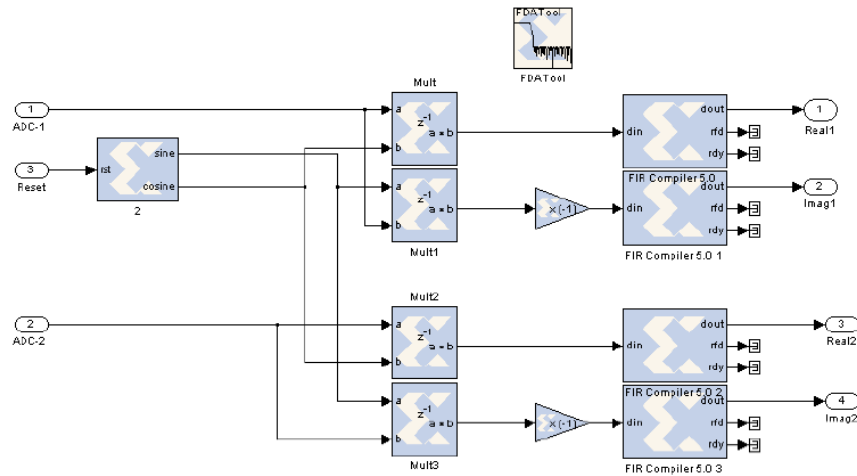 FDATool
FDATool
Mult
1
ADC-1
a
b
z-1
a * b
din
dout
rfd
rdy
1
Real1
FIR Compiler 5.0
3
Reset
rst
sine
cosine
2
a
b
z-1
a * b
Mult1
x (-1)
din
dout
rfd
rdy
2
Imag1
FIR Compiler 5.0 1
Mult2
2
ADC-2
a
b
z-1
a * b
din
dout
rfd
rdy
3
Real2
FIR Compiler 5.0 2
a
b
z-1
a * b
Mult3
x (-1)
din
dout
rfd
rdy
4
Imag2
FIR Compiler 5.0 3